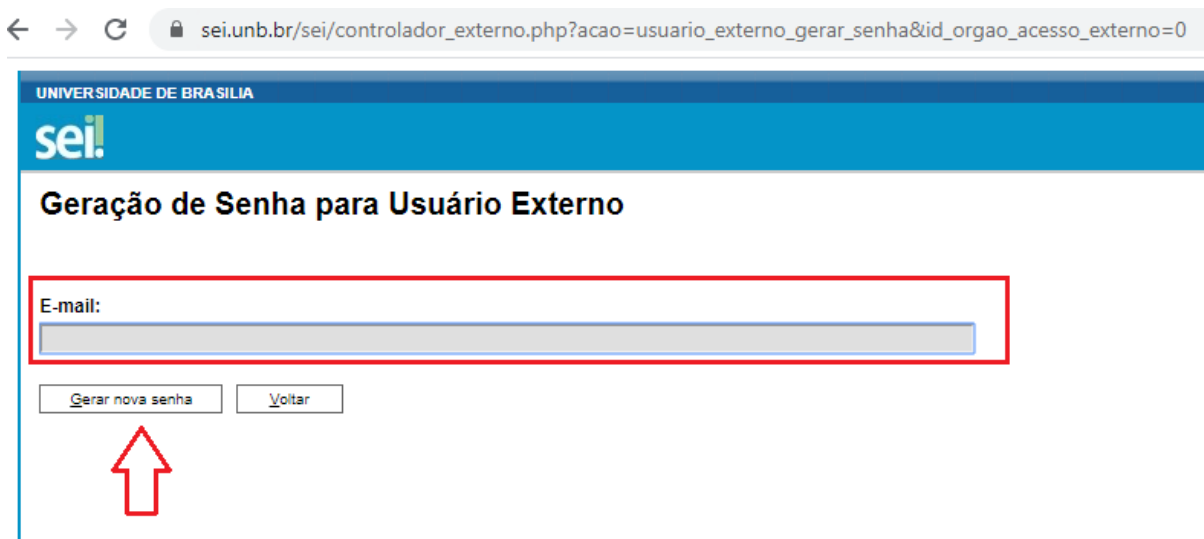 sei.unb.br/sei/controlador_externo.php?acao=usuario_externo_gerar_senha&id_orgao_acesso_externo=0
UNIVERSIDADE DE BRASILIA
sei!
Geração de Senha para Usuário Externo
E-mail:
Gerar nova senha Voltar